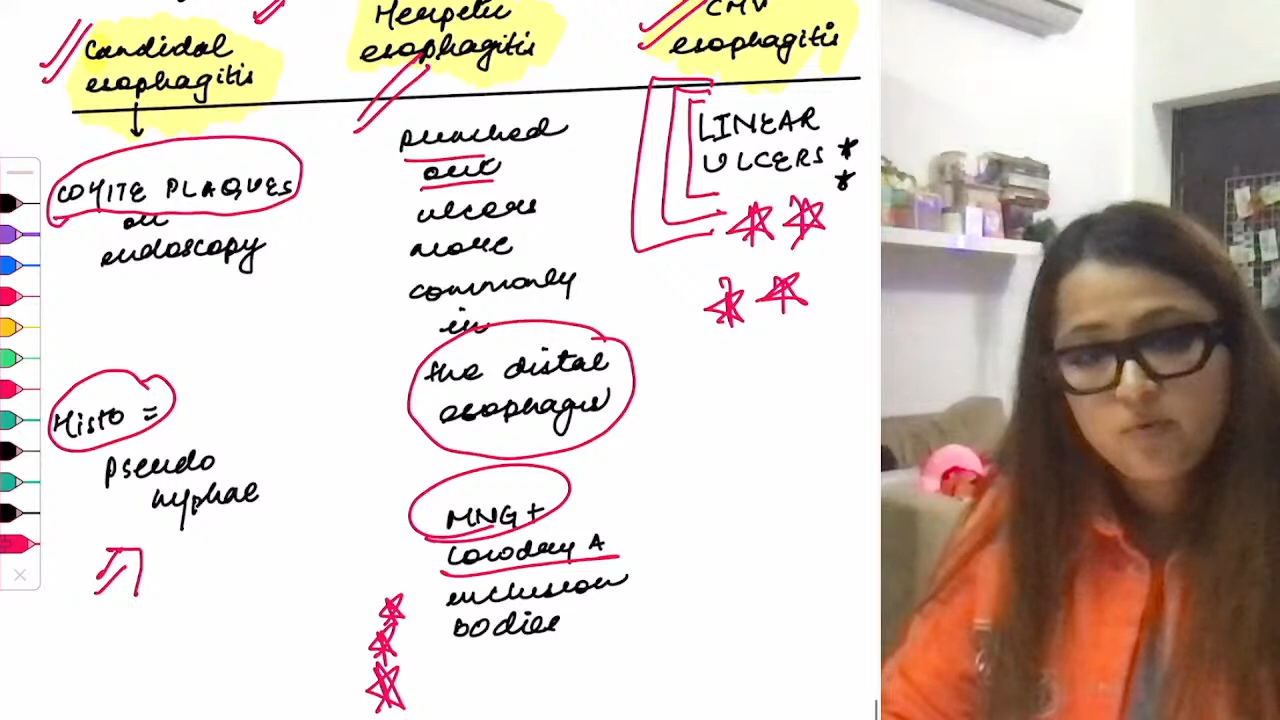 Candidal
esophagitis
WHITE PLAQUES
on
endoscopy
Histo =
pseudo
hyphae
Herpetic
esophagitis
punched
out
ulcers
more
commonly
in
the distal
esophagus
MNG +
Cowdry A
inclusion
bodies
CMV
esophagitis
LINEAR
ULCERS